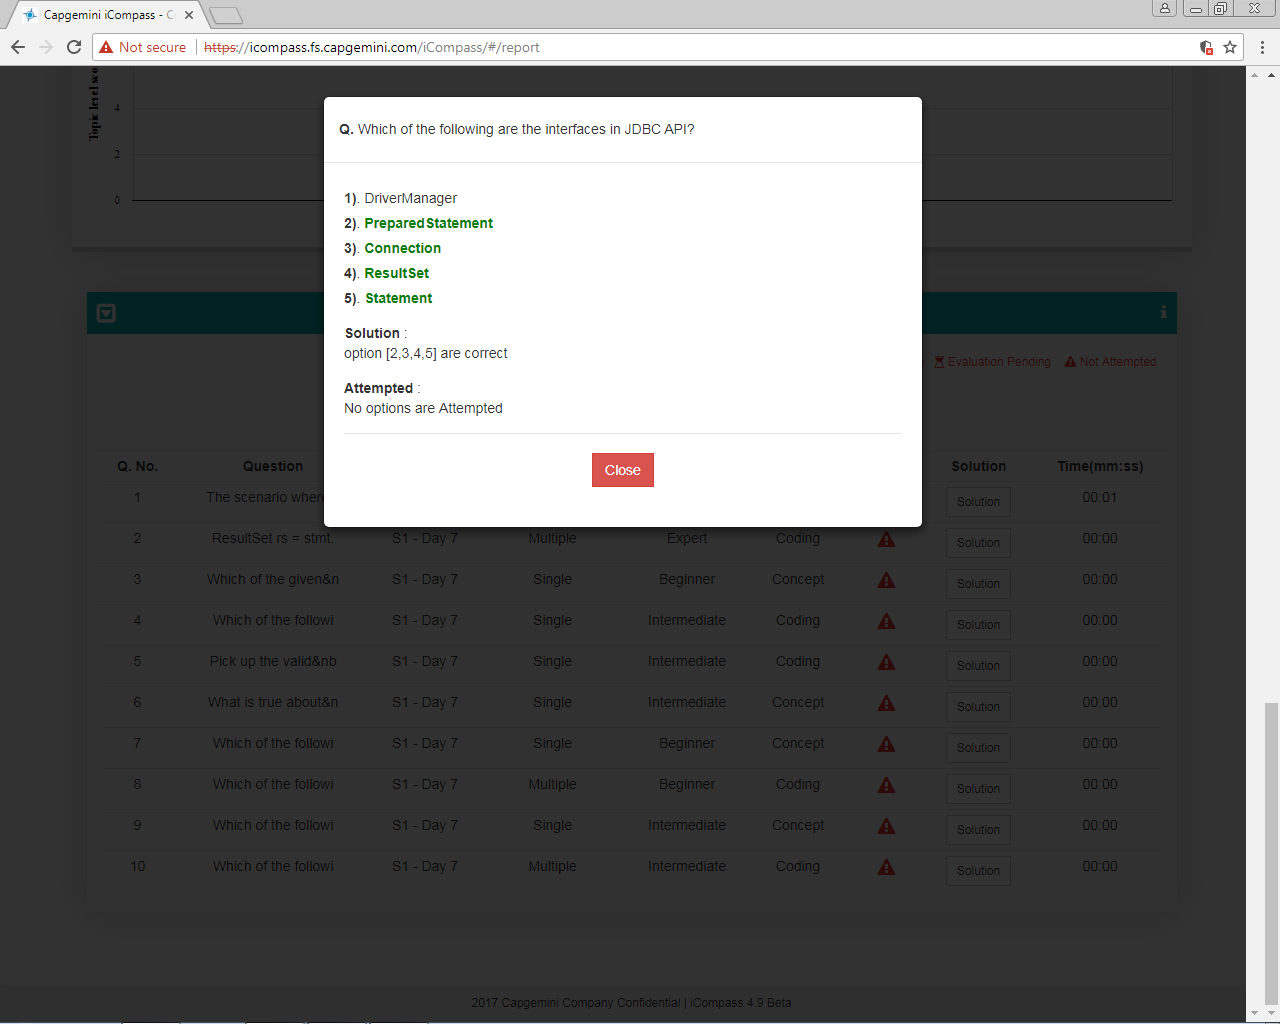 Capgemini iCompass - C
Not secure https://icompass.fs.capgemini.com/iCompass/#/report
Topic level sco
4
2
0
Q. Which of the following are the interfaces in JDBC API?
1). DriverManager
2). PreparedStatement
3). Connection
4). ResultSet
5). Statement
Solution :
option [2,3,4,5] are correct
Attempted :
No options are Attempted
Close
Evaluation Pending Not Attempted
Q. No. Question Solution Time(mm:ss)
1 The scenario where Solution 00:01
2 ResultSet rs = stmt. S1 - Day 7 Multiple Expert Coding Solution 00:00
3 Which of the given&n S1 - Day 7 Single Beginner Concept Solution 00:00
4 Which of the followi S1 - Day 7 Single Intermediate Coding Solution 00:00
5 Pick up the valid&nb S1 - Day 7 Single Intermediate Coding Solution 00:00
6 What is true about&n S1 - Day 7 Single Intermediate Concept Solution 00:00
7 Which of the followi S1 - Day 7 Single Beginner Concept Solution 00:00
8 Which of the followi S1 - Day 7 Multiple Beginner Coding Solution 00:00
9 Which of the followi S1 - Day 7 Single Intermediate Concept Solution 00:00
10 Which of the followi S1 - Day 7 Multiple Intermediate Coding Solution 00:00
2017 Capgemini Company Confidential | iCompass 4.9 Beta